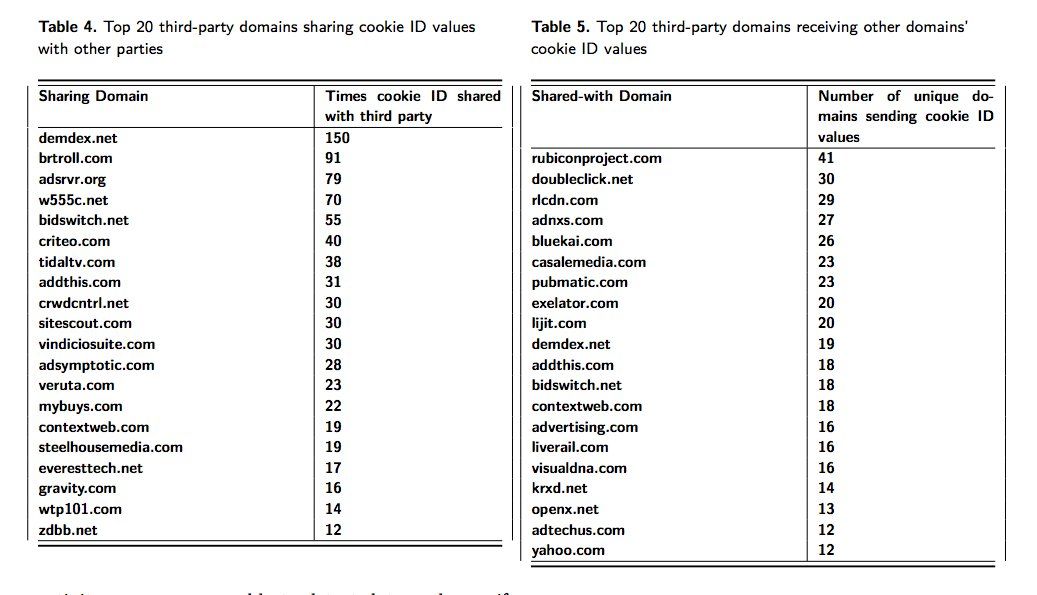 Table 4. Top 20 third-party domains sharing cookie ID values
with other parties
Sharing Domain Times cookie ID shared
with third party
demdex.net 150
brtroll.com 91
adsrvr.org 79
w555c.net 70
bidswitch.net 55
criteo.com 40
tidaltv.com 38
addthis.com 31
crwdcntrl.net 30
sitescout.com 30
vindiciosuite.com 30
adsymptotic.com 28
veruta.com 23
mybuys.com 22
contextweb.com 19
steelhousemedia.com 19
everesttech.net 17
gravity.com 16
wtp101.com 14
zdbb.net 12
Table 5. Top 20 third-party domains receiving other domains'
cookie ID values
Shared-with Domain Number of unique do-
mains sending cookie ID
values
rubiconproject.com 41
doubleclick.net 30
rlcdn.com 29
adnxs.com 27
bluekai.com 26
casalemedia.com 23
pubmatic.com 23
exelator.com 20
lijit.com 20
demdex.net 19
addthis.com 18
bidswitch.net 18
contextweb.com 18
advertising.com 16
liverail.com 16
visualdna.com 16
krxd.net 14
openx.net 13
adtechus.com 12
yahoo.com 12